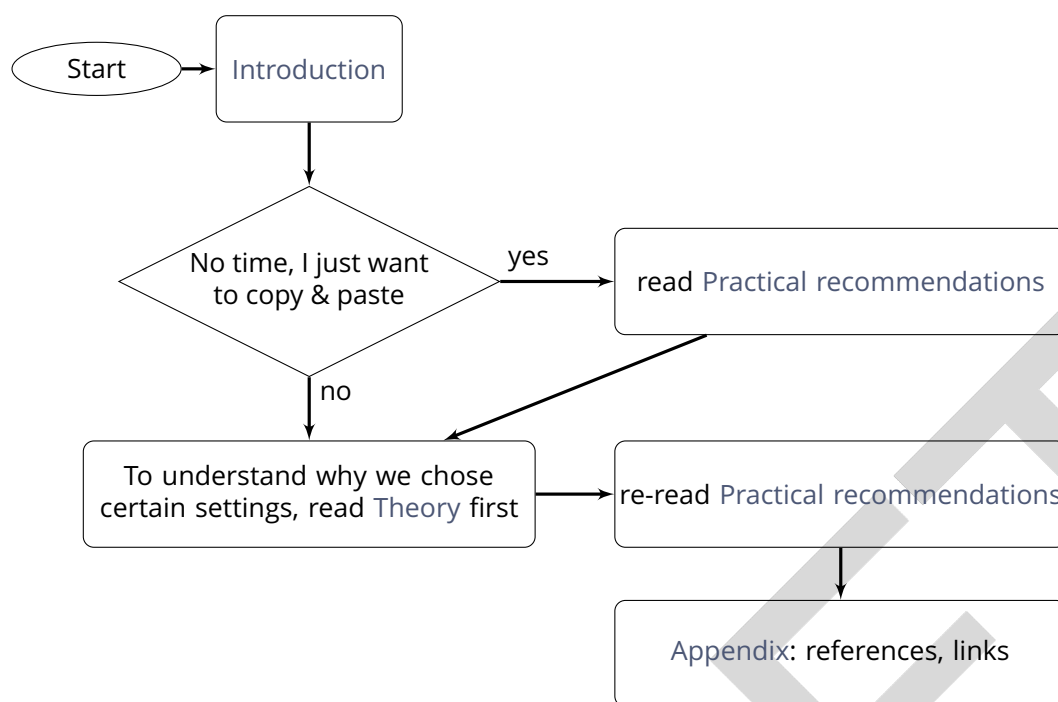 Start
Introduction
No time, I just want
to copy & paste
yes
read Practical recommendations
no
To understand why we chose
certain settings, read Theory first
re-read Practical recommendations
Appendix: references, links